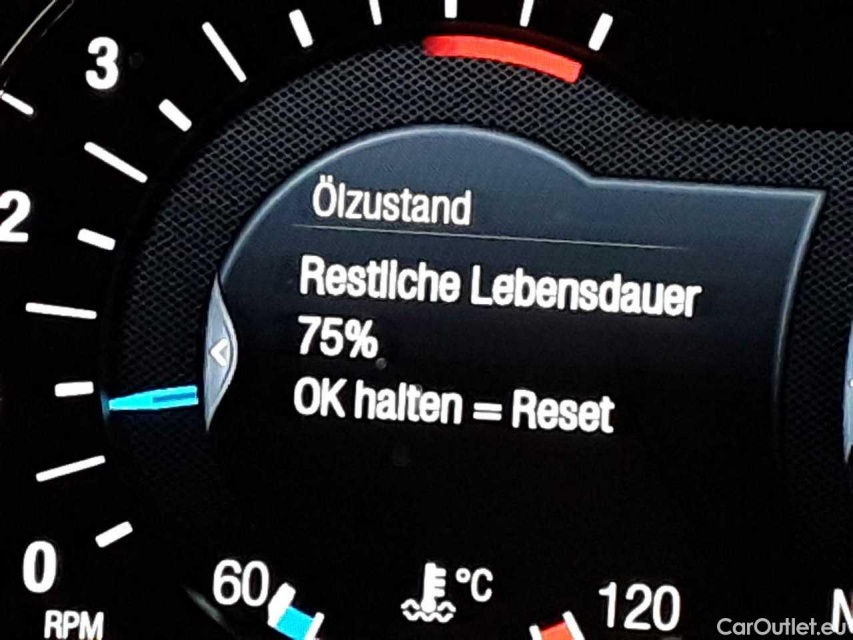 3
2
Ölzustand
Restliche Lebensdauer
75%
OK halten = Reset
0
60
°C
120
RPM
CarOutlet.eu